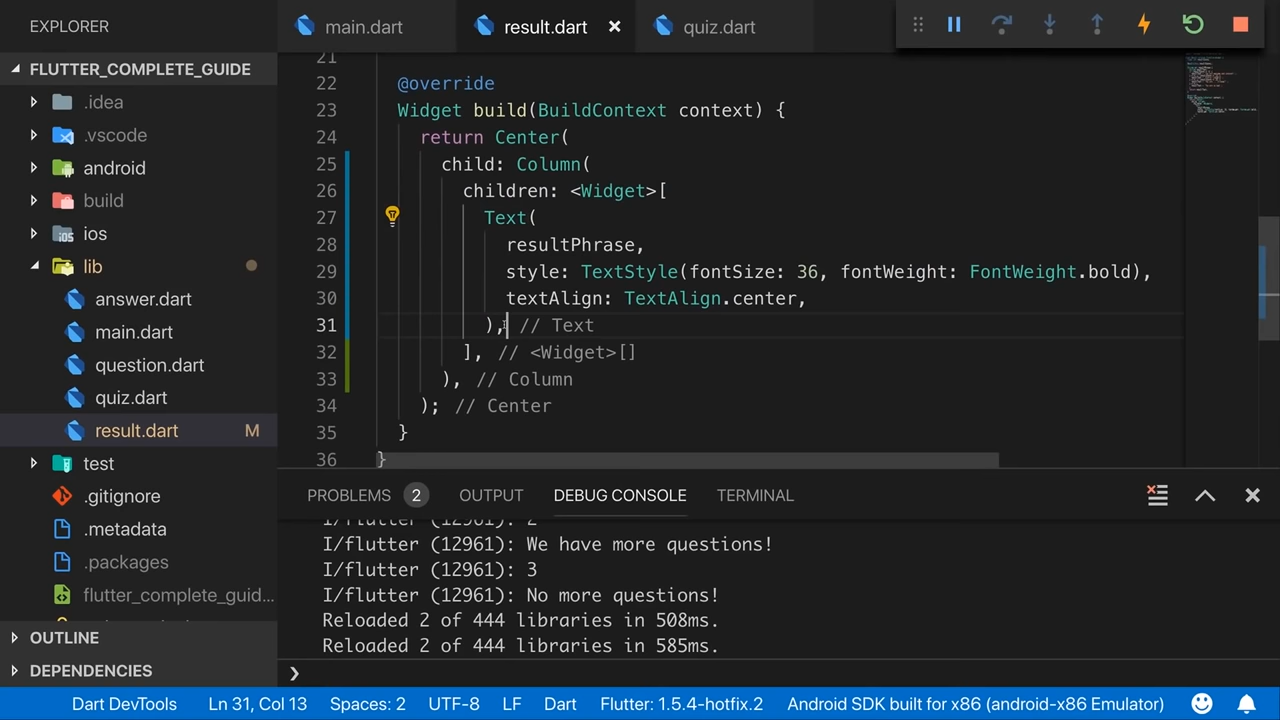 EXPLORER
main.dart
result.dart
quiz.dart
FLUTTER_COMPLETE_GUIDE
.idea
.vscode
android
build
ios
lib
answer.dart
main.dart
question.dart
quiz.dart
result.dart M
test
.gitignore
.metadata
.packages
flutter_complete_guid...
OUTLINE
DEPENDENCIES
21
22 @override
23 Widget build(BuildContext context) {
24 return Center(
25 child: Column(
26 children: <Widget>[
27 Text(
28 resultPhrase,
29 style: TextStyle(fontSize: 36, fontWeight: FontWeight.bold),
30 textAlign: TextAlign.center,
31 ), // Text
32 ], // <Widget>[]
33 ), // Column
34 ); // Center
35 }
36 }
PROBLEMS 2 OUTPUT DEBUG CONSOLE TERMINAL
I/flutter (12961): 2
I/flutter (12961): We have more questions!
I/flutter (12961): 3
I/flutter (12961): No more questions!
Reloaded 2 of 444 libraries in 508ms.
Reloaded 2 of 444 libraries in 585ms.
❯
Dart DevTools Ln 31, Col 13 Spaces: 2 UTF-8 LF Dart Flutter: 1.5.4-hotfix.2 Android SDK built for x86 (android-x86 Emulator)